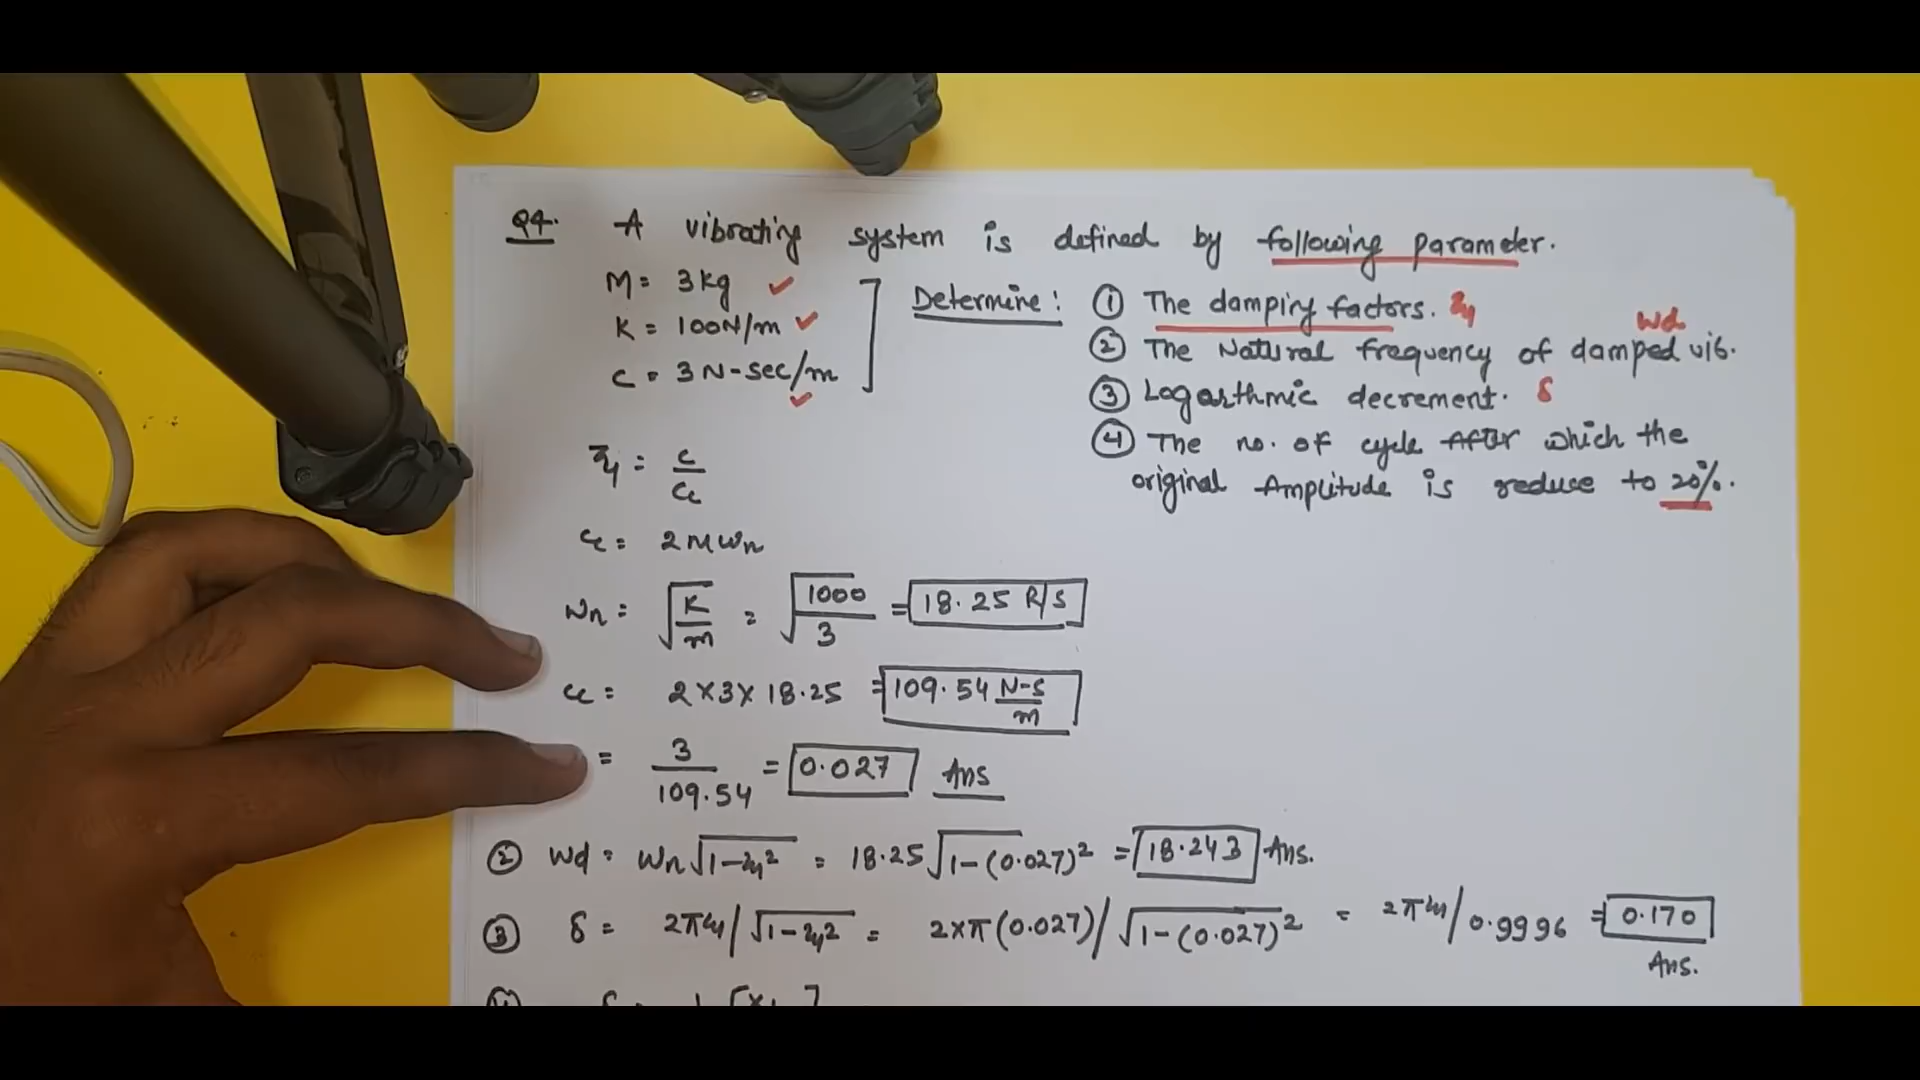 Q4. A vibrating system is defined by following parameter.
M = 3 kg
K = 100N/m
C = 3 N-sec/m
Determine:
① The damping factors. ξ
② The Natural frequency of damped vib. Wd
③ Logarthmic decrement. δ
④ The no. of cycle After which the
original Amplitude is reduce to 20%.
ξ = c/cc
cc = 2MWn
Wn = √(K/m) = √(1000/3) = 18.25 R/S
cc = 2×3×18.25 = 109.54 N-S/m
= 3/109.54 = 0.027 Ans
② Wd = Wn√1-ξ² = 18.25√1-(0.027)² = 18.243 Ans.
③ δ = 2πξ/√1-ξ² = 2×π(0.027)/√1-(0.027)² = 2πξ/0.9996 = 0.170
Ans.